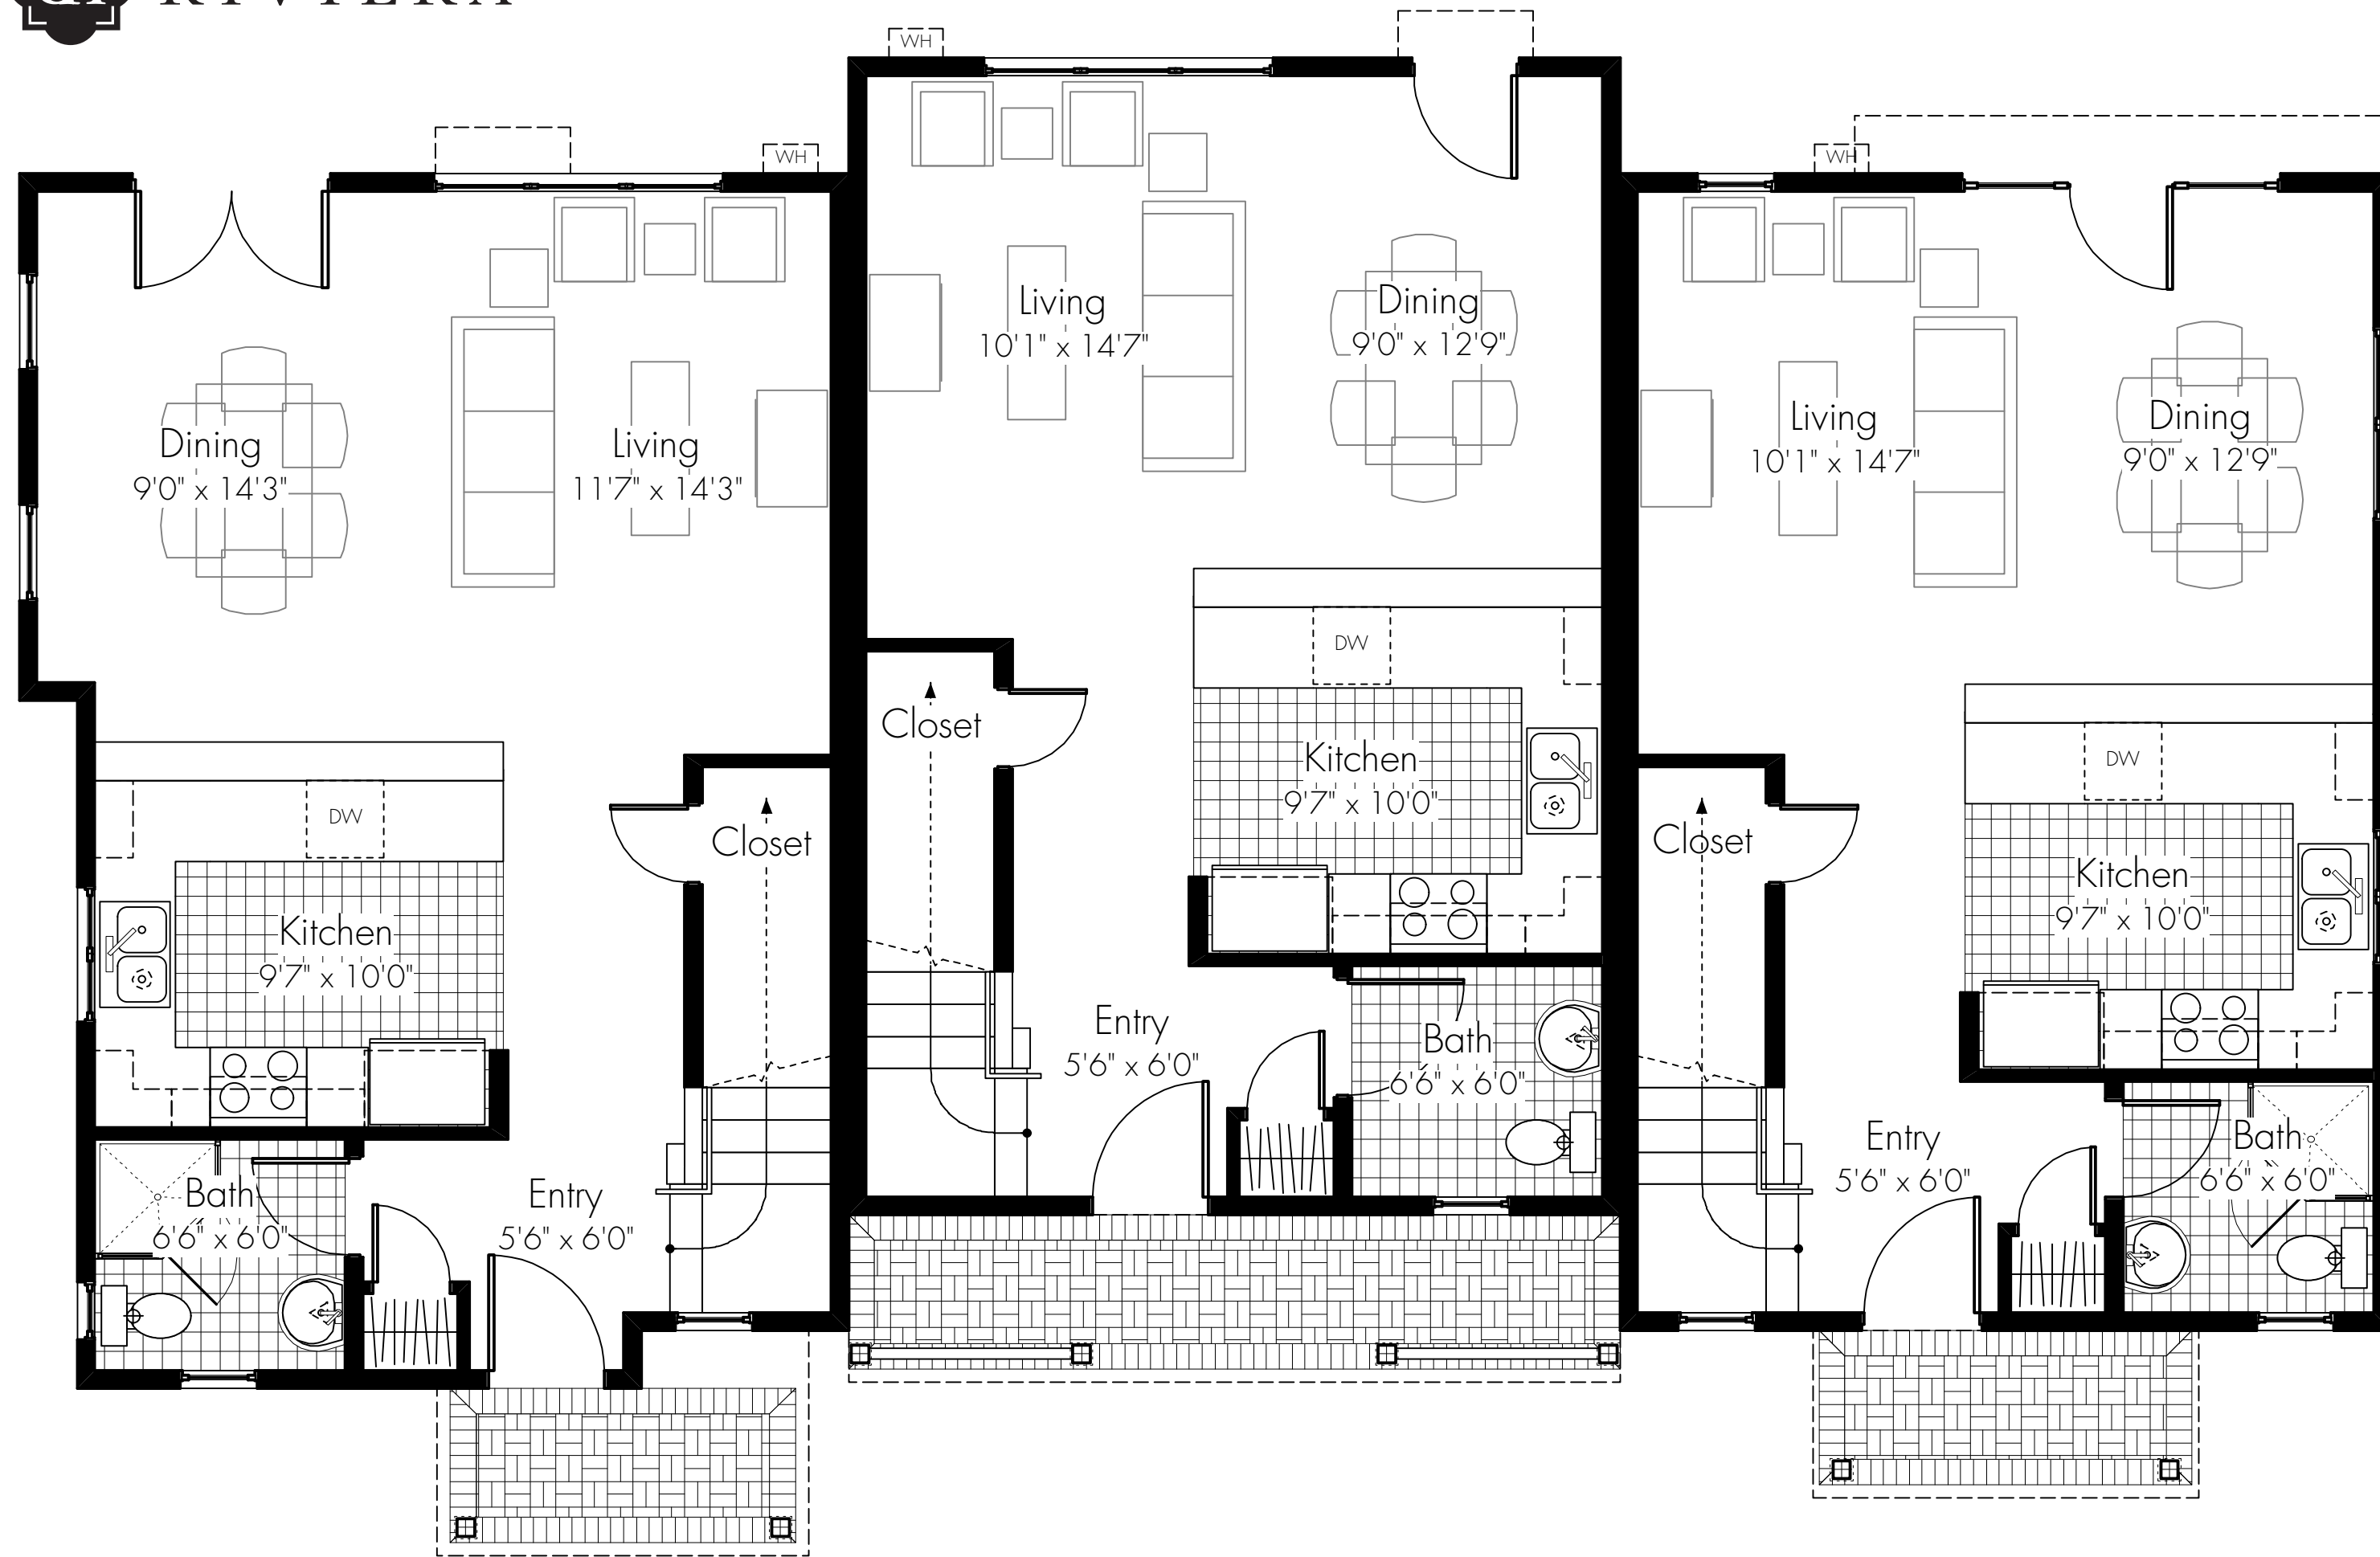 RIVIERA
WH
WH
WH
Living
10'1" x 14'7"
Dining
9'0" x 12'9"
Dining
9'0" x 14'3"
Living
11'7" x 14'3"
Living
10'1" x 14'7"
Dining
9'0" x 12'9"
DW
Closet
Kitchen
9'7" x 10'0"
DW
Closet
DW
Closet
Kitchen
9'7" x 10'0"
Kitchen
9'7" x 10'0"
Entry
5'6" x 6'0"
Bath
6'6" x 6'0"
Bath
6'6" x 6'0"
Entry
5'6" x 6'0"
Entry
5'6" x 6'0"
Bath
6'6" x 6'0"